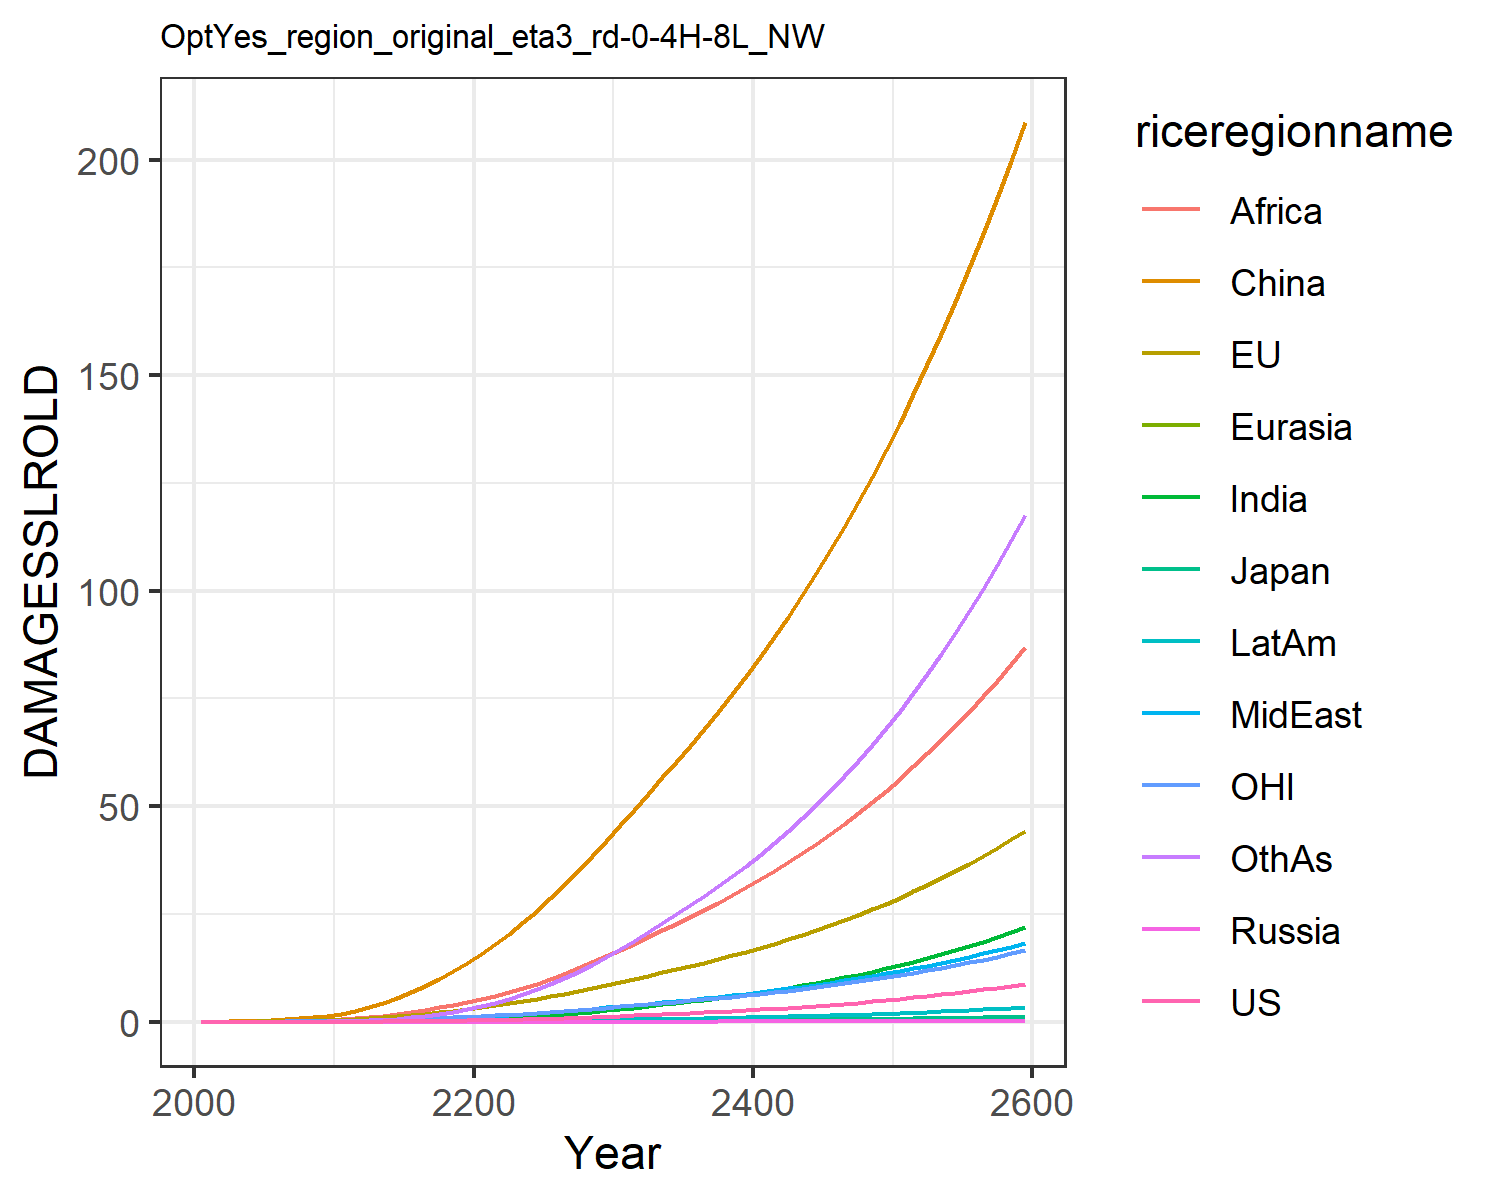 OptYes_region_original_eta3_rd-0-4H-8L_NW
DAMAGESSLROLD
200
150
100
50
0
2000 2200 2400 2600
Year
riceregionname
Africa
China
EU
Eurasia
India
Japan
LatAm
MidEast
OHI
OthAs
Russia
US